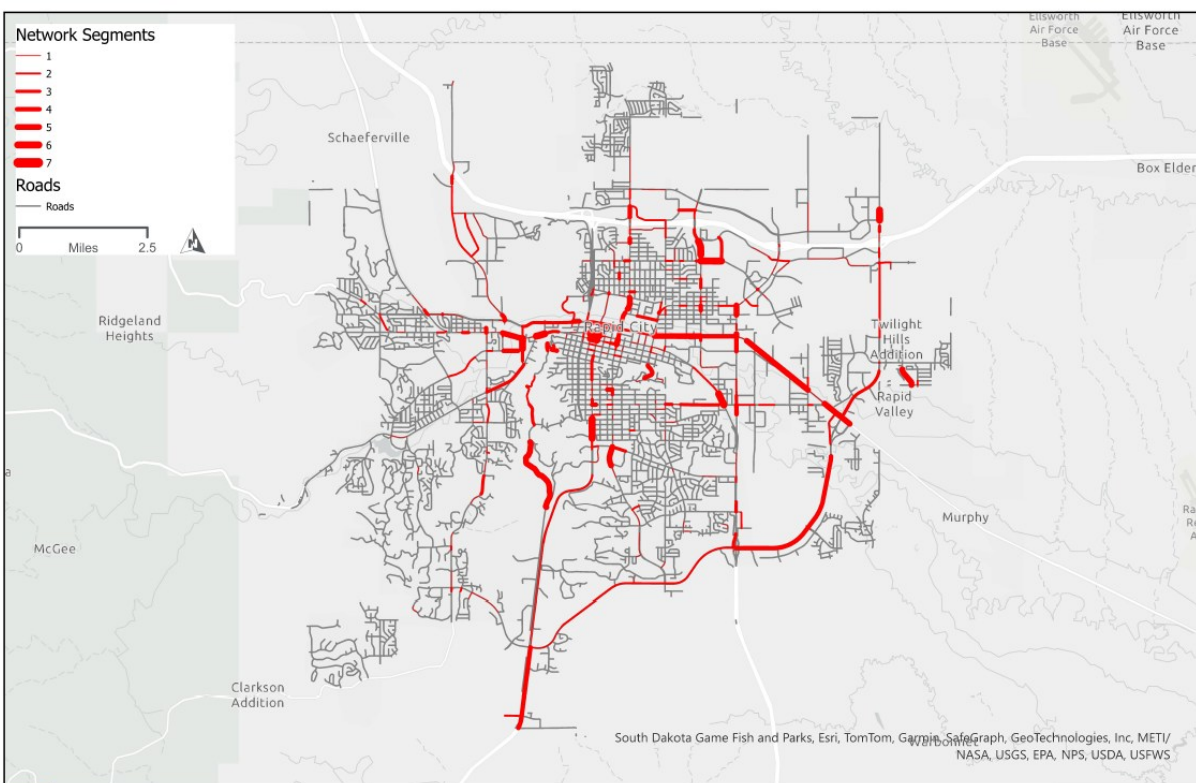 Network Segments
1
2
3
4
5
6
7
Roads
Roads
0 Miles 2.5
Schaeferville
Ellsworth
Air Force
Base
Ellsworth
Air Force
Base
Box Elder
Ridgeland
Heights
Rapid City
Twilight
Hills
Addition
Rapid
Valley
Murphy
McGee
Clarkson
Addition
South Dakota Game Fish and Parks, Esri, TomTom, Garmin, SafeGraph, GeoTechnologies, Inc, METI/
NASA, USGS, EPA, NPS, USDA, USFWS